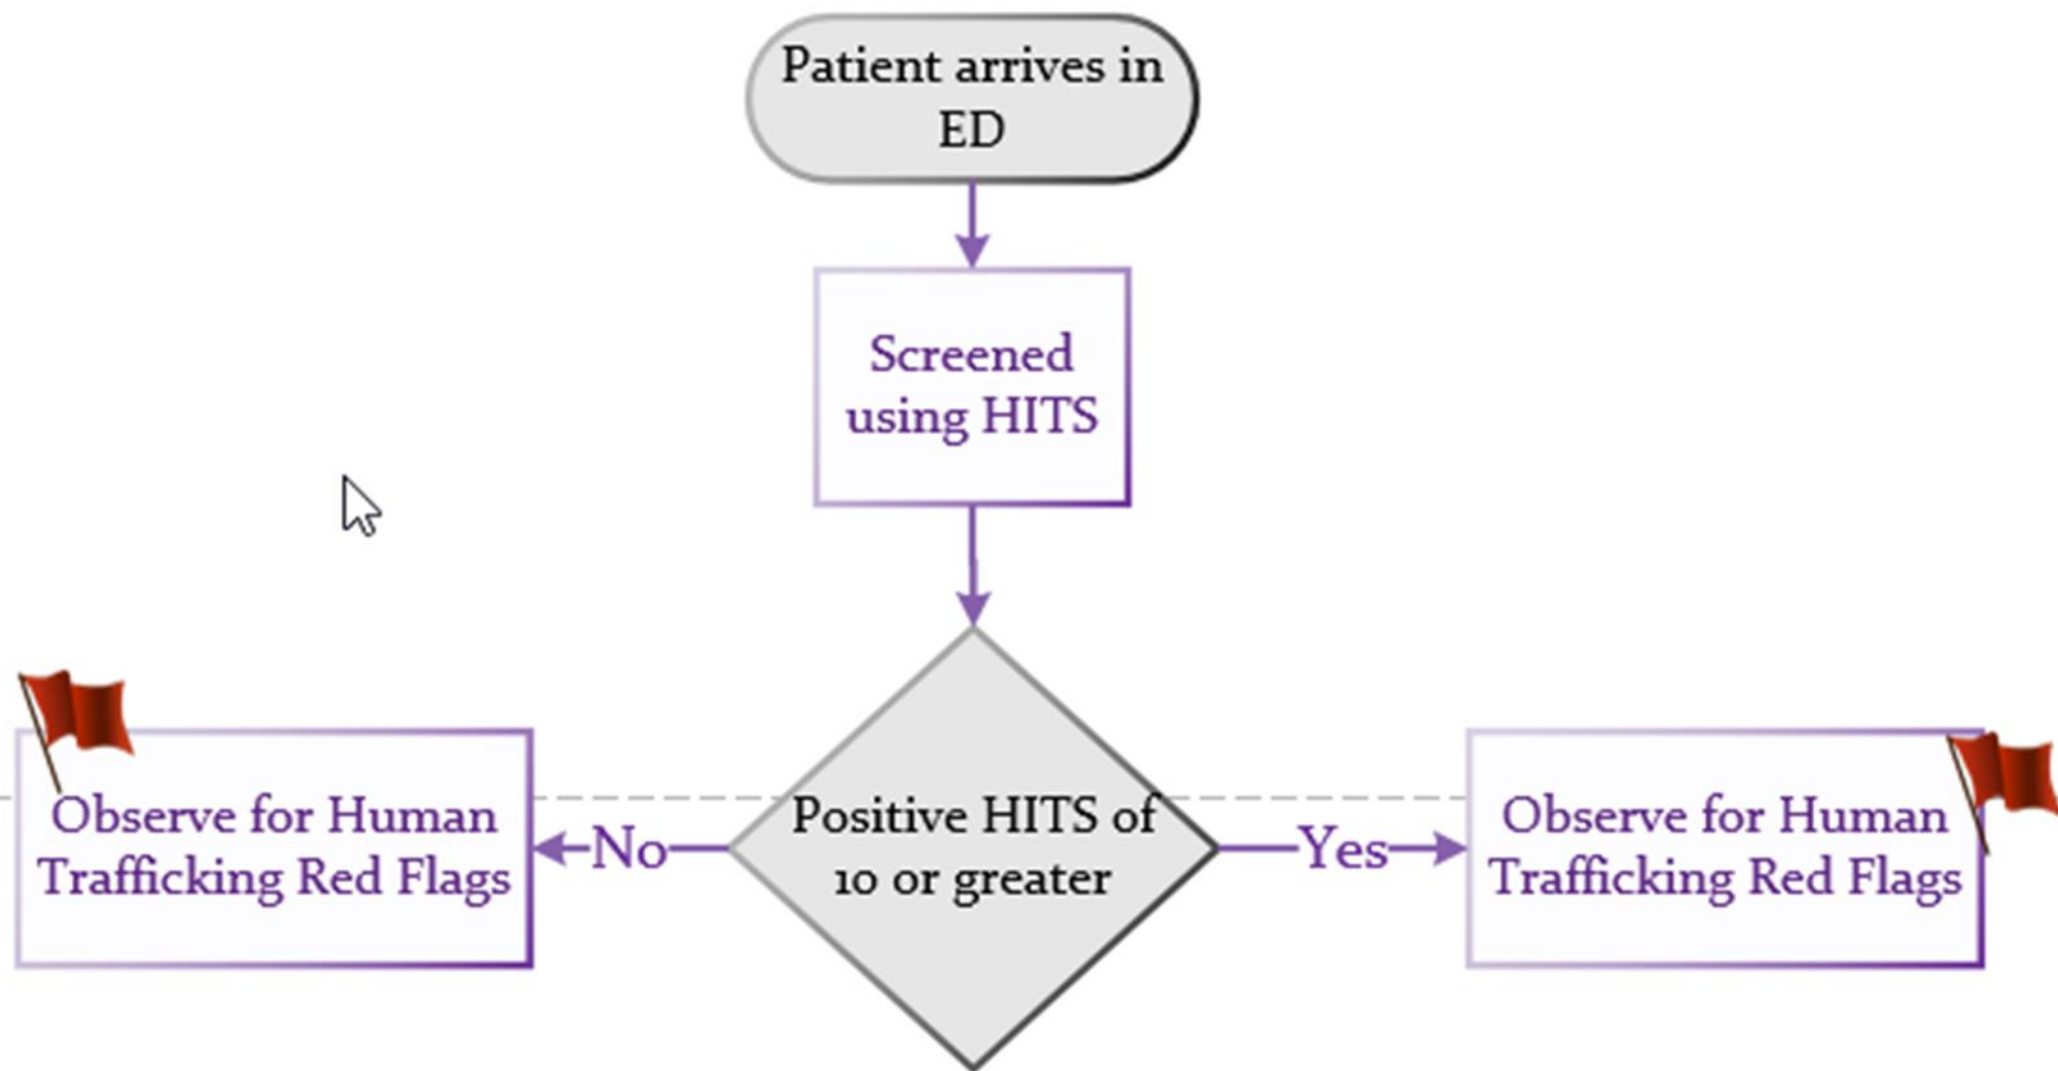 Patient arrives in
ED
Screened
using HITS
Observe for Human
Trafficking Red Flags
No
Positive HITS of
10 or greater
Yes
Observe for Human
Trafficking Red Flags